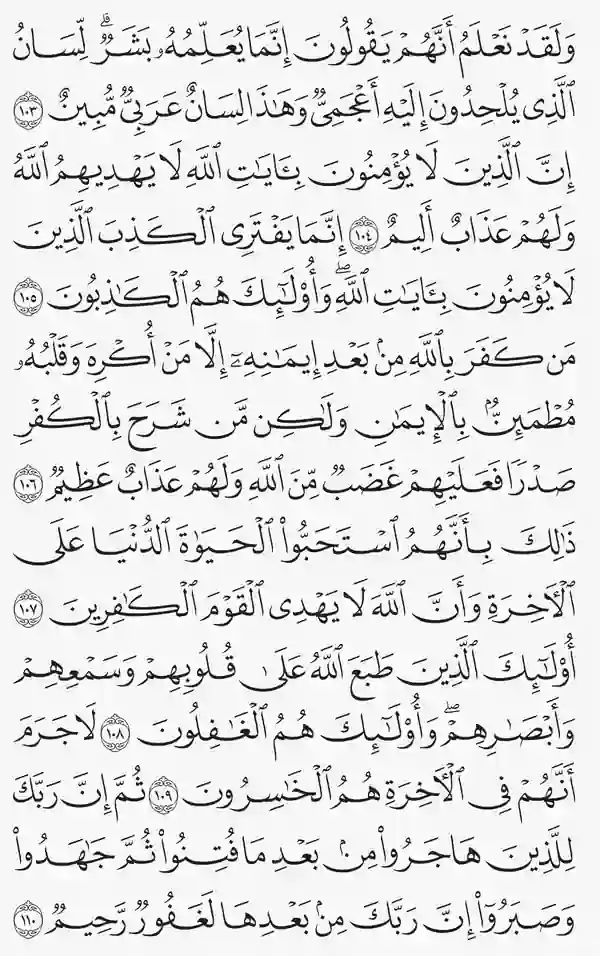 وَلَقَدۡ نَعۡلَمُ أَنَّهُمۡ يَقُولُونَ إِنَّمَا يُعَلِّمُهُۥ بَشَرٞۗ لِّسَانُ
ٱلَّذِي يُلۡحِدُونَ إِلَيۡهِ أَعۡجَمِيّٞ وَهَٰذَا لِسَانٌ عَرَبِيّٞ مُّبِينٌ ١٠٣
إِنَّ ٱلَّذِينَ لَا يُؤۡمِنُونَ بِـَٔايَٰتِ ٱللَّهِ لَا يَهۡدِيهِمُ ٱللَّهُ
وَلَهُمۡ عَذَابٌ أَلِيمٌ ١٠٤ إِنَّمَا يَفۡتَرِي ٱلۡكَذِبَ ٱلَّذِينَ
لَا يُؤۡمِنُونَ بِـَٔايَٰتِ ٱللَّهِۖ وَأُوْلَٰٓئِكَ هُمُ ٱلۡكَٰذِبُونَ ١٠٥
مَن كَفَرَ بِٱللَّهِ مِنۢ بَعۡدِ إِيمَٰنِهِۦٓ إِلَّا مَنۡ أُكۡرِهَ وَقَلۡبُهُۥ
مُطۡمَئِنُّۢ بِٱلۡإِيمَٰنِ وَلَٰكِن مَّن شَرَحَ بِٱلۡكُفۡرِ
صَدۡرٗا فَعَلَيۡهِمۡ غَضَبٞ مِّنَ ٱللَّهِ وَلَهُمۡ عَذَابٌ عَظِيمٞ ١٠٦
ذَٰلِكَ بِأَنَّهُمُ ٱسۡتَحَبُّواْ ٱلۡحَيَوٰةَ ٱلدُّنۡيَا عَلَى
ٱلۡأٓخِرَةِ وَأَنَّ ٱللَّهَ لَا يَهۡدِي ٱلۡقَوۡمَ ٱلۡكَٰفِرِينَ ١٠٧
أُوْلَٰٓئِكَ ٱلَّذِينَ طَبَعَ ٱللَّهُ عَلَىٰ قُلُوبِهِمۡ وَسَمۡعِهِمۡ
وَأَبۡصَٰرِهِمۡۖ وَأُوْلَٰٓئِكَ هُمُ ٱلۡغَٰفِلُونَ ١٠٨ لَا جَرَمَ
أَنَّهُمۡ فِي ٱلۡأٓخِرَةِ هُمُ ٱلۡخَٰسِرُونَ ١٠٩ ثُمَّ إِنَّ رَبَّكَ
لِلَّذِينَ هَاجَرُواْ مِنۢ بَعۡدِ مَا فُتِنُواْ ثُمَّ جَٰهَدُواْ
وَصَبَرُوٓاْ إِنَّ رَبَّكَ مِنۢ بَعۡدِهَا لَغَفُورٞ رَّحِيمٞ ١١٠